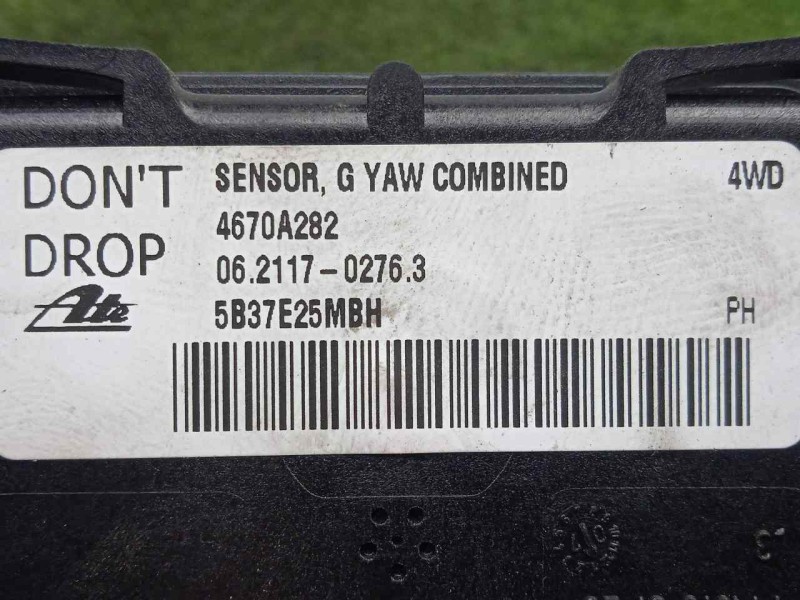 DON'T
DROP
Ate
SENSOR, G YAW COMBINED 4WD
4670A282
06.2117-0276.3
5B37E25MBH PH